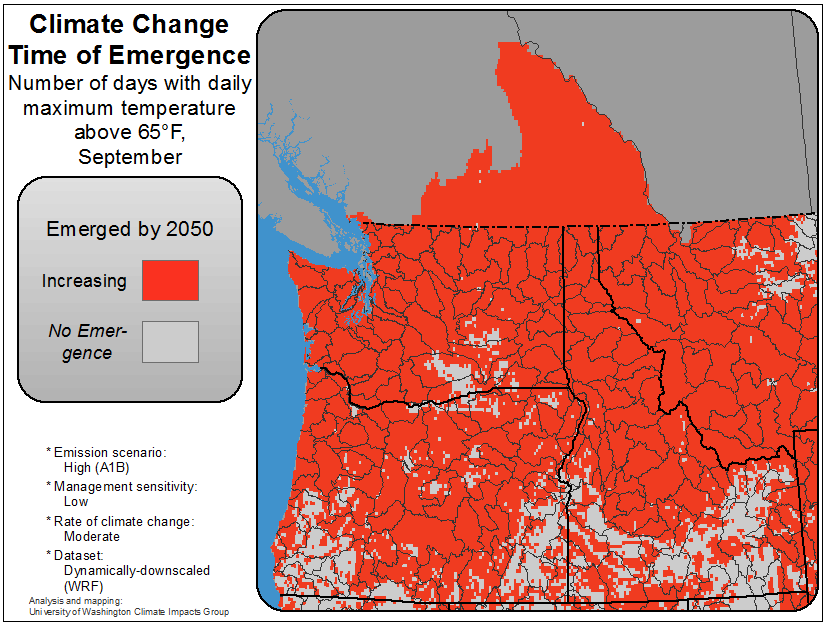 Climate Change
Time of Emergence
Number of days with daily
maximum temperature
above 65°F,
September
Emerged by 2050
Increasing
No Emer-
gence
* Emission scenario:
High (A1B)
* Management sensitivity:
Low
* Rate of climate change:
Moderate
* Dataset:
Dynamically-downscaled
(WRF)
Analysis and mapping:
University of Washington Climate Impacts Group